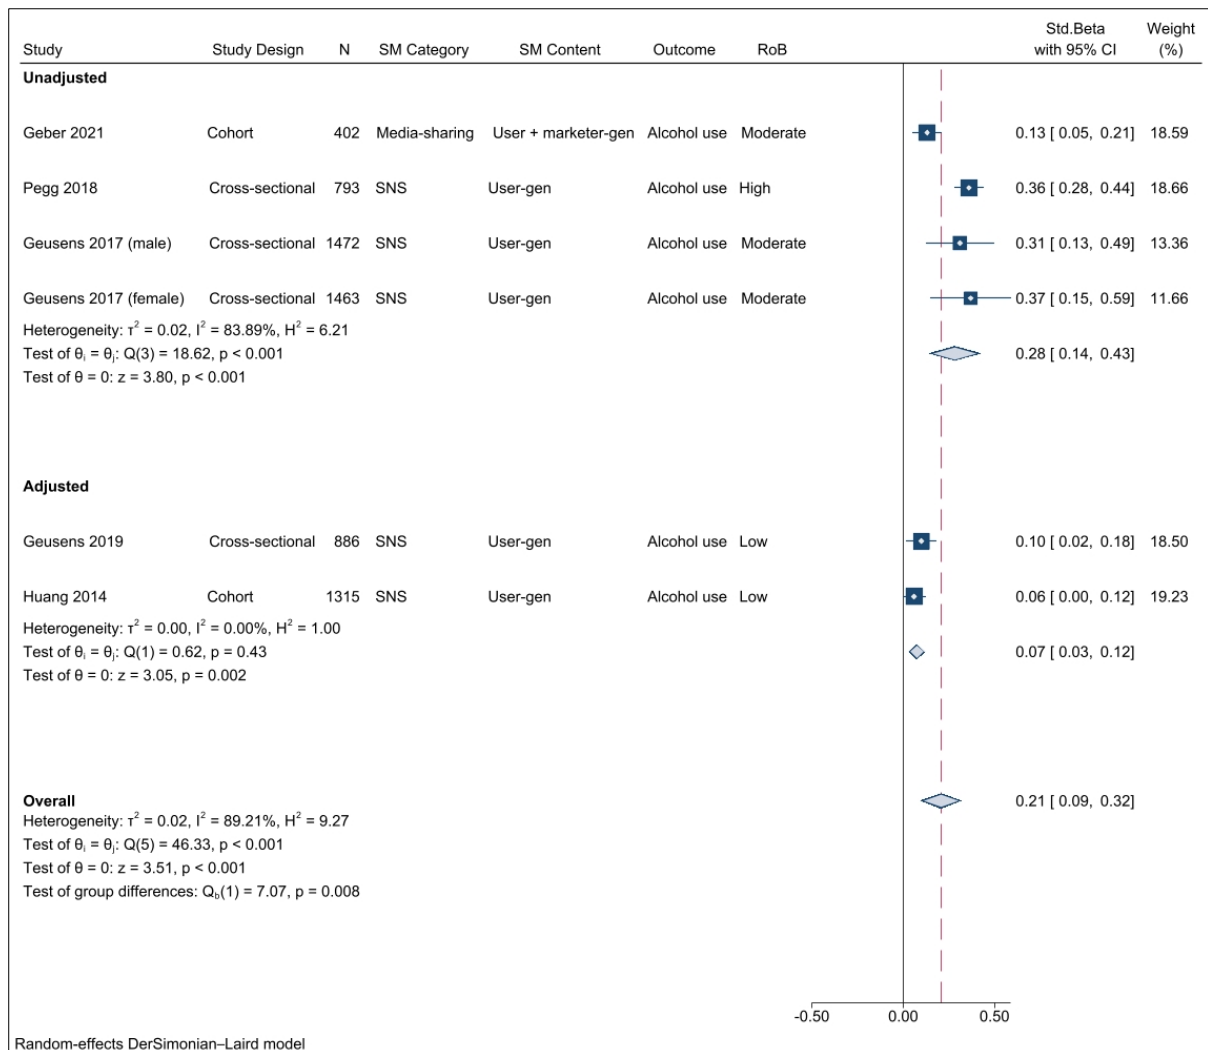 Std.Beta Weight
Study Study Design N SM Category SM Content Outcome RoB with 95% CI (%)
Unadjusted
Geber 2021 Cohort 402 Media-sharing User + marketer-gen Alcohol use Moderate 0.13 [ 0.05, 0.21] 18.59
Pegg 2018 Cross-sectional 793 SNS User-gen Alcohol use High 0.36 [ 0.28, 0.44] 18.66
Geusens 2017 (male) Cross-sectional 1472 SNS User-gen Alcohol use Moderate 0.31 [ 0.13, 0.49] 13.36
Geusens 2017 (female) Cross-sectional 1463 SNS User-gen Alcohol use Moderate 0.37 [ 0.15, 0.59] 11.66
Heterogeneity: τ² = 0.02, I² = 83.89%, H² = 6.21
Test of θᵢ = θⱼ: Q(3) = 18.62, p < 0.001 0.28 [ 0.14, 0.43]
Test of θ = 0: z = 3.80, p < 0.001
Adjusted
Geusens 2019 Cross-sectional 886 SNS User-gen Alcohol use Low 0.10 [ 0.02, 0.18] 18.50
Huang 2014 Cohort 1315 SNS User-gen Alcohol use Low 0.06 [ 0.00, 0.12] 19.23
Heterogeneity: τ² = 0.00, I² = 0.00%, H² = 1.00
Test of θᵢ = θⱼ: Q(1) = 0.62, p = 0.43 0.07 [ 0.03, 0.12]
Test of θ = 0: z = 3.05, p = 0.002
Overall 0.21 [ 0.09, 0.32]
Heterogeneity: τ² = 0.02, I² = 89.21%, H² = 9.27
Test of θᵢ = θⱼ: Q(5) = 46.33, p < 0.001
Test of θ = 0: z = 3.51, p < 0.001
Test of group differences: Q_b(1) = 7.07, p = 0.008
-0.50 0.00 0.50
Random-effects DerSimonian–Laird model